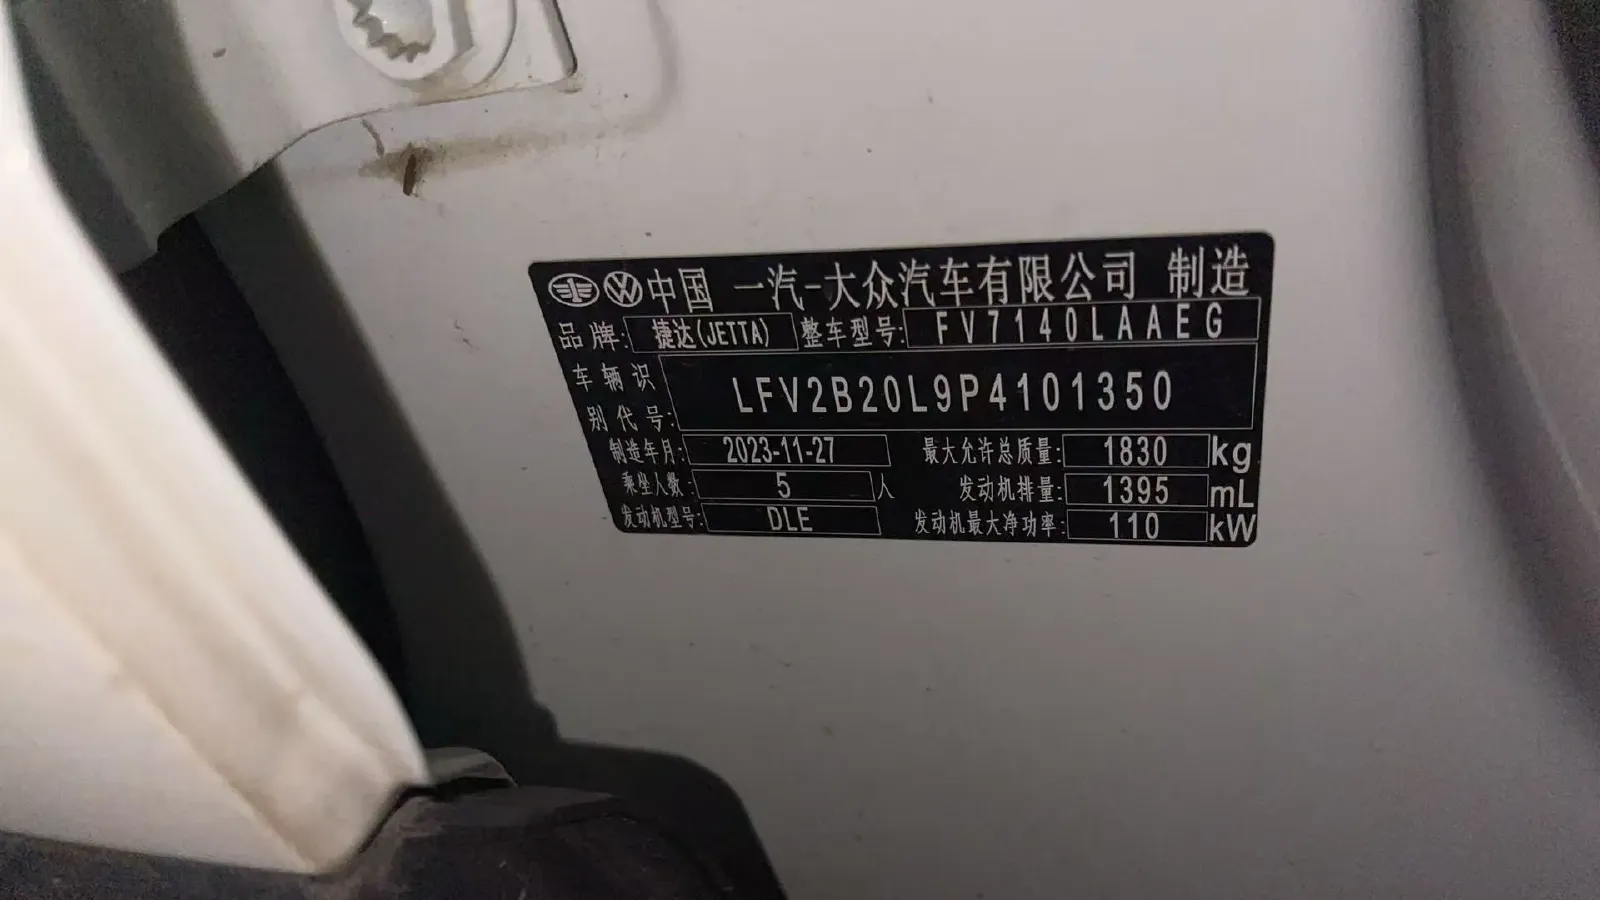 中国 一汽-大众汽车有限公司 制造
品牌: 捷达(JETTA) 整车型号: FV7140LAAEG
车辆识别代号: LFV2B20L9P4101350
制造年月: 2023-11-27 最大允许总质量: 1830 kg
乘坐人数: 5 人 发动机排量: 1395 mL
发动机型号: DLE 发动机最大净功率: 110 kW